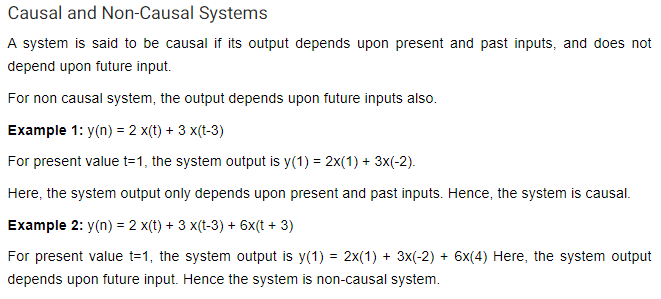 Causal and Non-Causal Systems
A system is said to be causal if its output depends upon present and past inputs, and does not
depend upon future input.
For non causal system, the output depends upon future inputs also.
Example 1: y(n) = 2 x(t) + 3 x(t-3)
For present value t=1, the system output is y(1) = 2x(1) + 3x(-2).
Here, the system output only depends upon present and past inputs. Hence, the system is causal.
Example 2: y(n) = 2 x(t) + 3 x(t-3) + 6x(t + 3)
For present value t=1, the system output is y(1) = 2x(1) + 3x(-2) + 6x(4) Here, the system output
depends upon future input. Hence the system is non-causal system.